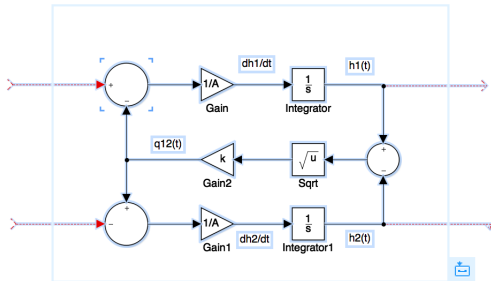 dh1/dt h1(t)
+ 1/A 1 s
− Gain Integrator
q12(t) k √u + −
Gain2 Sqrt
+ − 1/A 1 s
Gain1 dh2/dt Integrator1 h2(t)